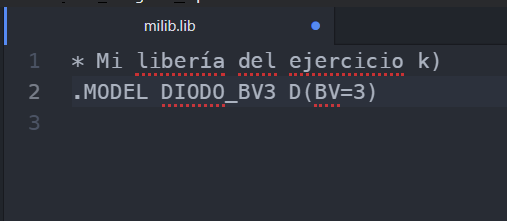 milib.lib
1 * Mi libería del ejercicio k)
2 .MODEL DIODO_BV3 D(BV=3)
3